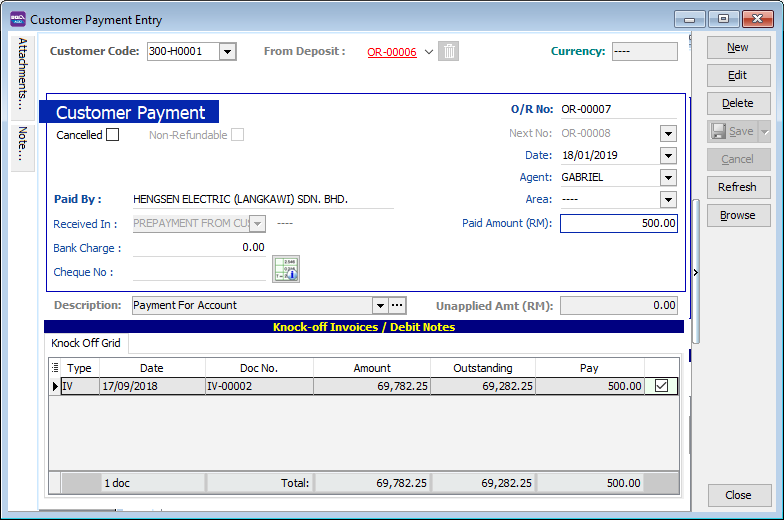 Customer Payment Entry
Attachments...
Note...
Customer Code: 300-H0001 From Deposit : OR-00006 Currency: ----
Customer Payment
Cancelled Non-Refundable
O/R No: OR-00007
Next No: OR-00008
Date: 18/01/2019
Agent: GABRIEL
Paid By : HENGSEN ELECTRIC (LANGKAWI) SDN. BHD. Area: ----
Received In : PREPAYMENT FROM CUS ---- Paid Amount (RM): 500.00
Bank Charge : 0.00
Cheque No :
Description: Payment For Account Unapplied Amt (RM): 0.00
Knock-off Invoices / Debit Notes
Knock Off Grid
Type Date Doc No. Amount Outstanding Pay
IV 17/09/2018 IV-00002 69,782.25 69,282.25 500.00
1 doc Total: 69,782.25 69,282.25 500.00
New
Edit
Delete
Save
Cancel
Refresh
Browse
Close